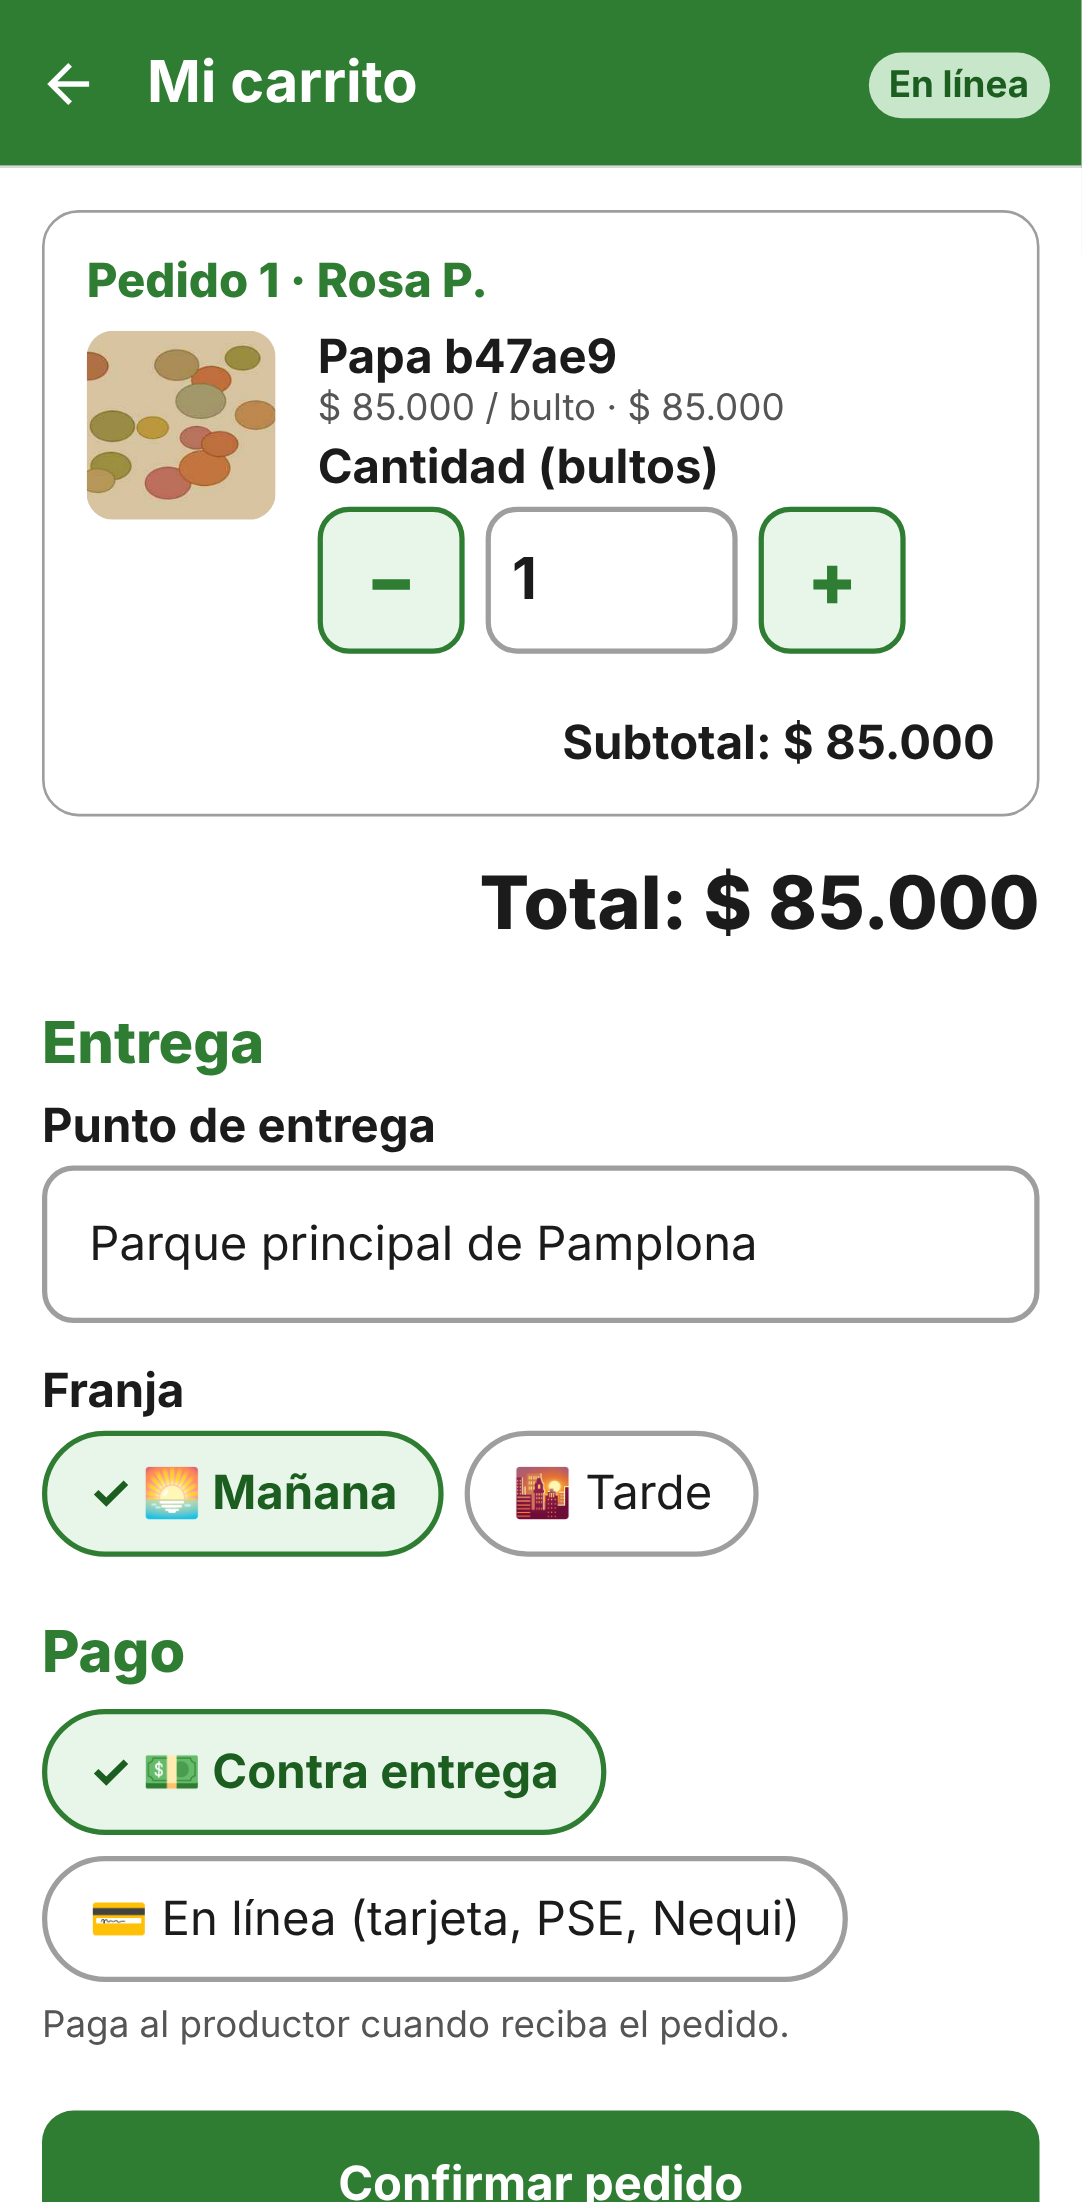 Mi carrito
En línea
Pedido 1 · Rosa P.
Papa b47ae9
$ 85.000 / bulto · $ 85.000
Cantidad (bultos)
− 1 +
Subtotal: $ 85.000
Total: $ 85.000
Entrega
Punto de entrega
Parque principal de Pamplona
Franja
✓ 🌅 Mañana
🌇 Tarde
Pago
✓ 💵 Contra entrega
💳 En línea (tarjeta, PSE, Nequi)
Paga al productor cuando reciba el pedido.
Confirmar pedido